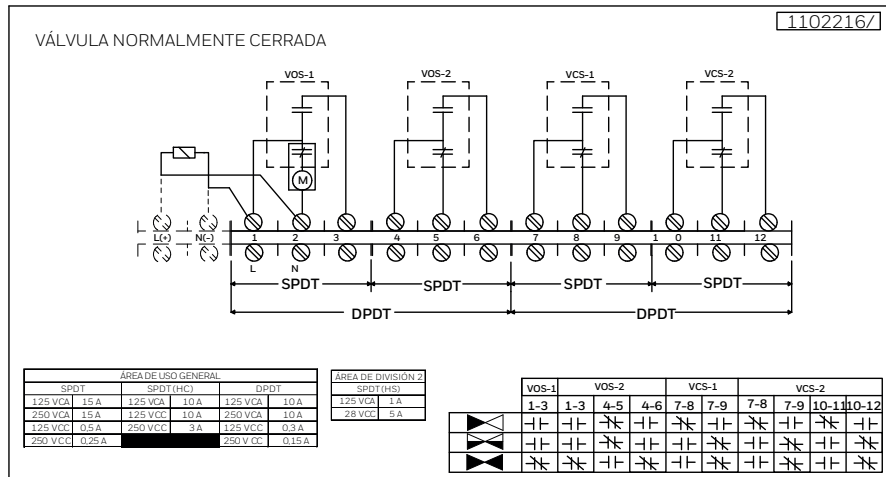 1102216/
VÁLVULA NORMALMENTE CERRADA
VOS-1 VOS-2 VCS-1 VCS-2
M
L(+) N(-) 1 2 3 4 5 6 7 8 9 1 0 11 12
L N
SPDT SPDT SPDT SPDT
DPDT DPDT
ÁREA DE USO GENERAL
SPDT SPDT(HC) DPDT
125 VCA 15 A 125 VCA 10 A 125 VCA 10 A
250 VCA 15 A 125 VCC 10 A 250 VCA 10 A
125 VCC 0,5 A 250 VCC 3 A 125 VCC 0,3 A
250 VCC 0,25 A 250 V CC 0,15 A
ÁREA DE DIVISIÓN 2
SPDT(HS)
125 VCA 1 A
28 VCC 5 A
VOS-1 VOS-2 VCS-1 VCS-2
1-3 1-3 4-5 4-6 7-8 7-9 7-8 7-9 10-11 10-12